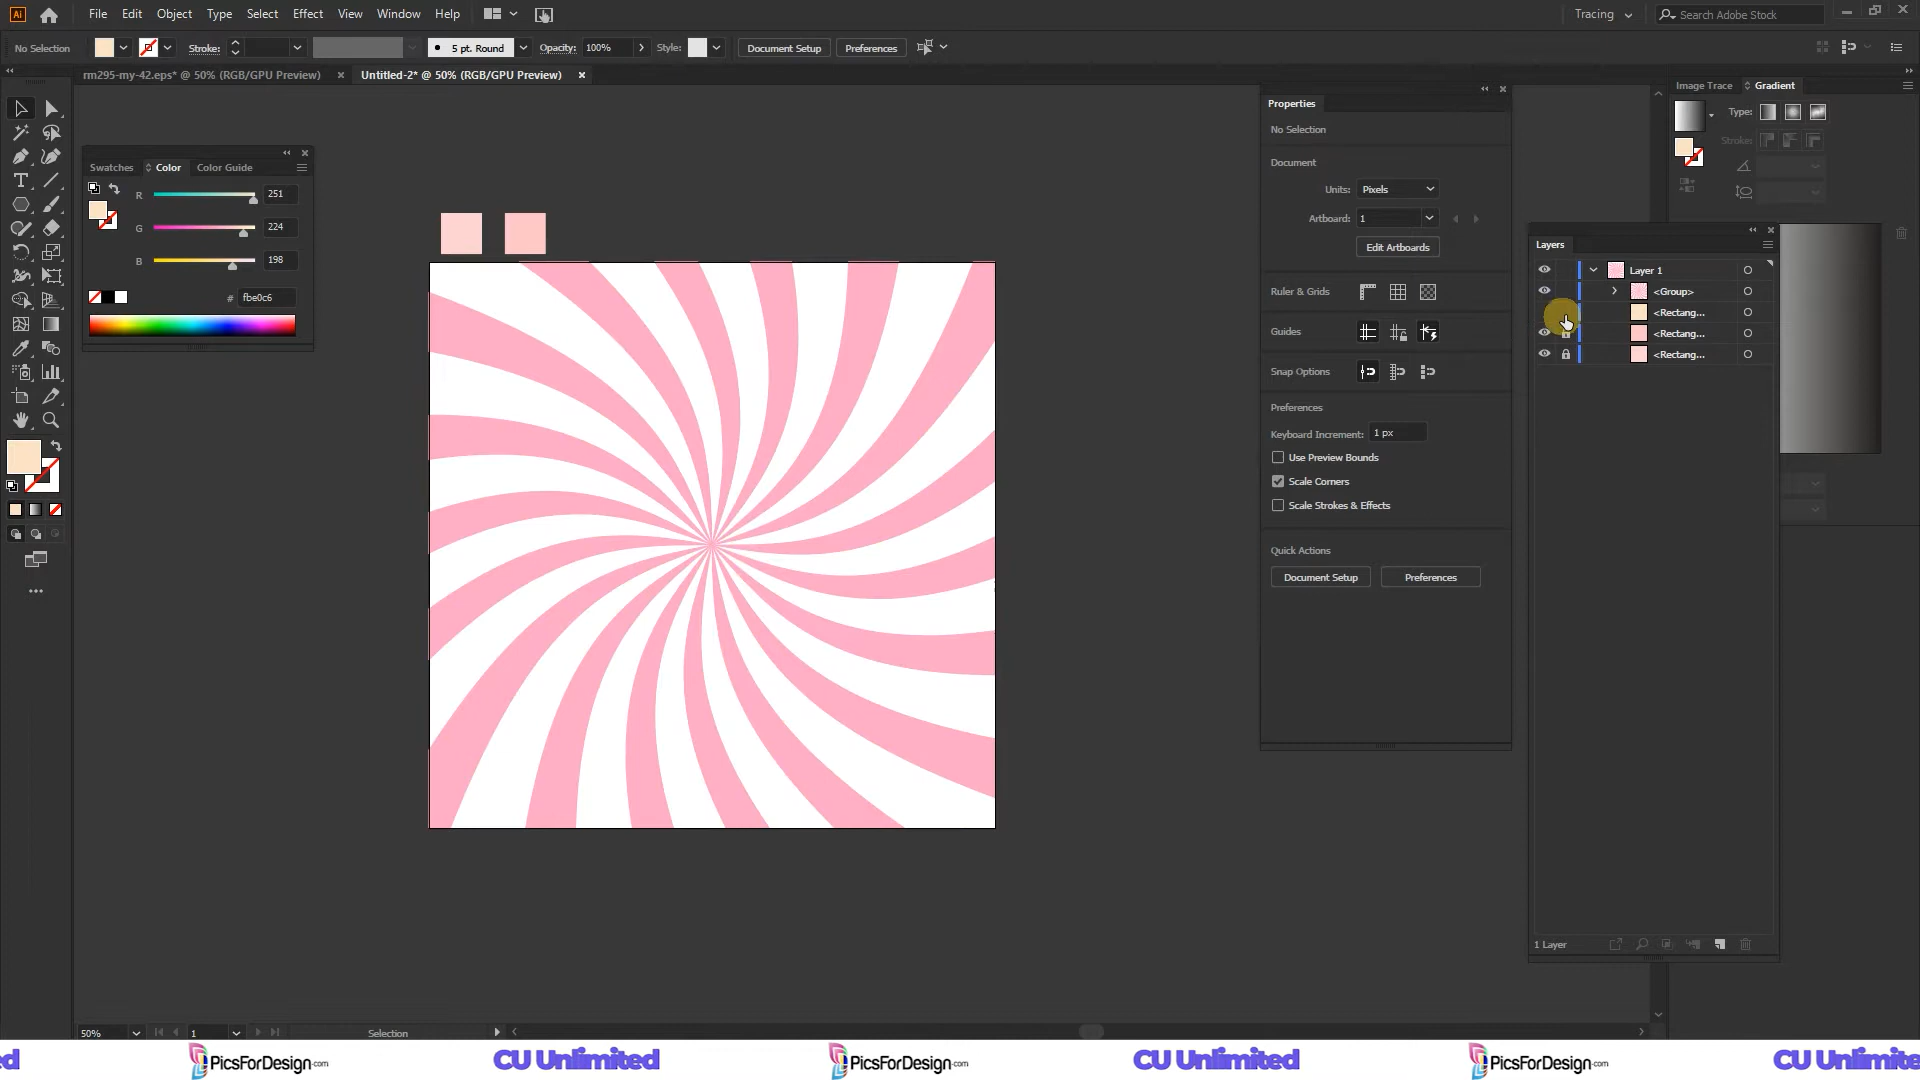 Ai File Edit Object Type Select Effect View Window Help Tracing Search Adobe Stock
No Selection Stroke: 5 pt. Round Opacity: 100% Style: Document Setup Preferences
rm295-my-42.eps* @ 50% (RGB/GPU Preview) Untitled-2* @ 50% (RGB/GPU Preview)
Image Trace Gradient
Type:
Stroke:
Swatches Color Color Guide
R 251
G 224
B 198
# fbe0c6
Properties
No Selection
Document
Units: Pixels
Artboard: 1
Edit Artboards
Ruler & Grids
Guides
Snap Options
Preferences
Keyboard Increment: 1 px
Use Preview Bounds
Scale Corners
Scale Strokes & Effects
Quick Actions
Document Setup Preferences
Layers
Layer 1
<Group>
<Rectang...
<Rectang...
<Rectang...
1 Layer
50% 1 Selection
ed PicsForDesign.com CU Unlimited PicsForDesign.com CU Unlimited PicsForDesign.com CU Unlimite